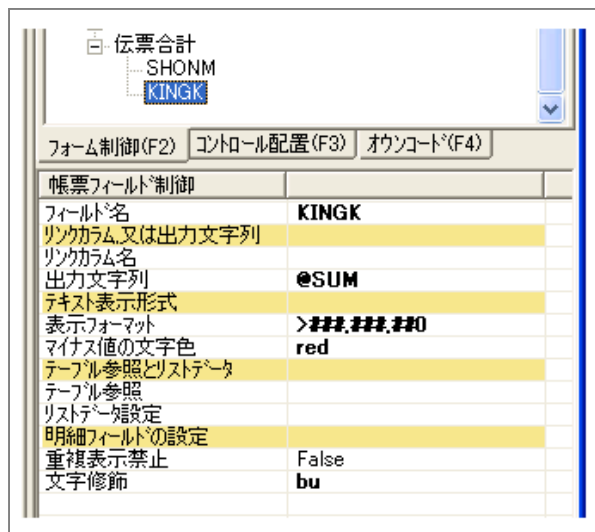 伝票合計
SHONM
KINGK
フォーム制御(F2) コントロール配置(F3) オウンコード(F4)
帳票フィールド制御
フィールド名 KINGK
リンクカラム,又は出力文字列
リンクカラム名
出力文字列 @SUM
テキスト表示形式
表示フォーマット >###,###,##0
マイナス値の文字色 red
テーブル参照とリストデータ
テーブル参照
リストデータ設定
明細フィールドの設定
重複表示禁止 False
文字修飾 bu